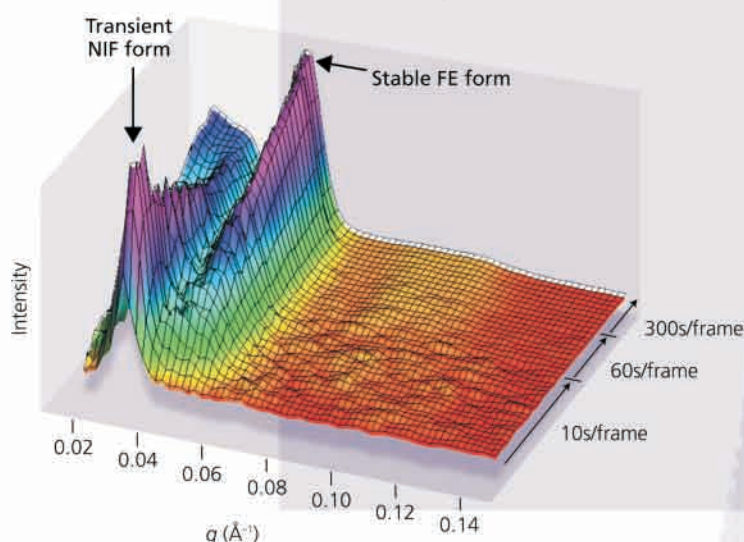 Transient
NIF form
Stable FE form
Intensity
300s/frame
60s/frame
10s/frame
0.02
0.04
0.06
0.08
0.10
0.12
0.14
q (Å⁻¹)